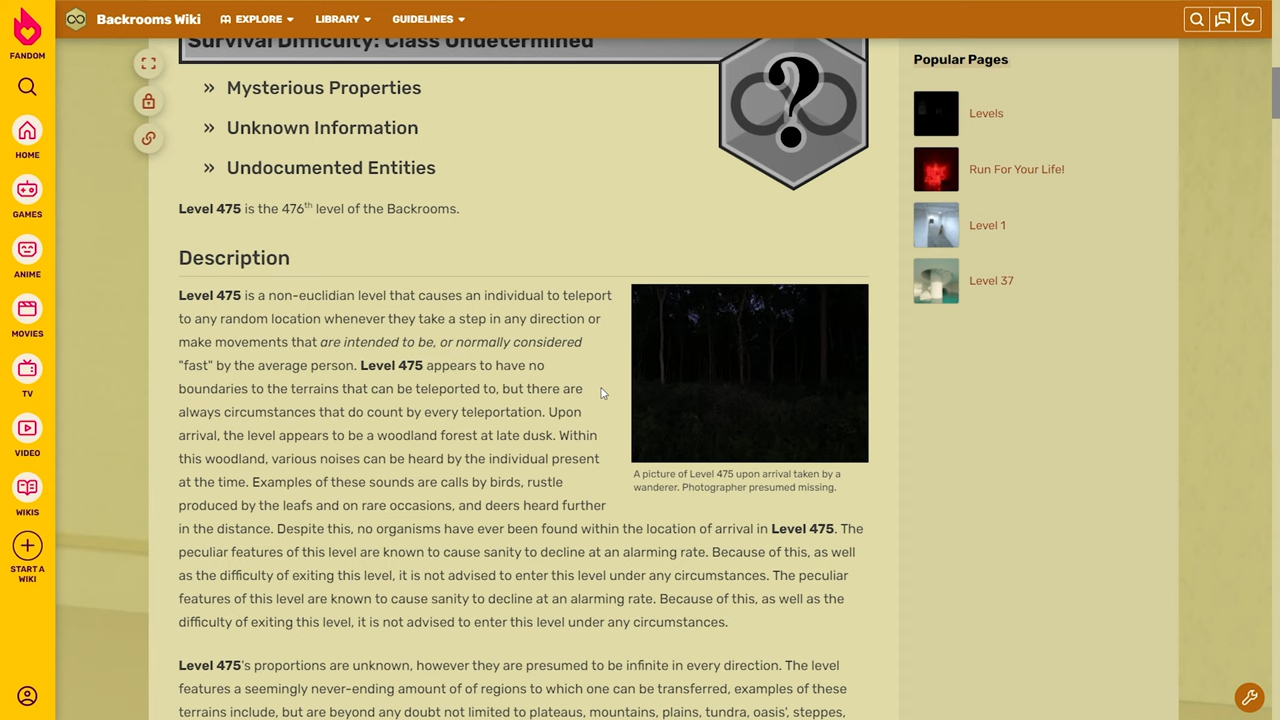 Backrooms Wiki
EXPLORE
LIBRARY
GUIDELINES
FANDOM
HOME
GAMES
ANIME
MOVIES
TV
VIDEO
WIKIS
START A
WIKI
Survival Difficulty: Class Undetermined
» Mysterious Properties
» Unknown Information
» Undocumented Entities
?
Level 475 is the 476th level of the Backrooms.
Description
Level 475 is a non-euclidian level that causes an individual to teleport
to any random location whenever they take a step in any direction or
make movements that are intended to be, or normally considered
"fast" by the average person. Level 475 appears to have no
boundaries to the terrains that can be teleported to, but there are
always circumstances that do count by every teleportation. Upon
arrival, the level appears to be a woodland forest at late dusk. Within
this woodland, various noises can be heard by the individual present
at the time. Examples of these sounds are calls by birds, rustle
produced by the leafs and on rare occasions, and deers heard further
in the distance. Despite this, no organisms have ever been found within the location of arrival in Level 475. The
peculiar features of this level are known to cause sanity to decline at an alarming rate. Because of this, as well
as the difficulty of exiting this level, it is not advised to enter this level under any circumstances. The peculiar
features of this level are known to cause sanity to decline at an alarming rate. Because of this, as well as the
difficulty of exiting this level, it is not advised to enter this level under any circumstances.
A picture of Level 475 upon arrival taken by a
wanderer. Photographer presumed missing.
Level 475's proportions are unknown, however they are presumed to be infinite in every direction. The level
features a seemingly never-ending amount of of regions to which one can be transferred, examples of these
terrains include, but are beyond any doubt not limited to plateaus, mountains, plains, tundra, oasis', steppes,
Popular Pages
Levels
Run For Your Life!
Level 1
Level 37